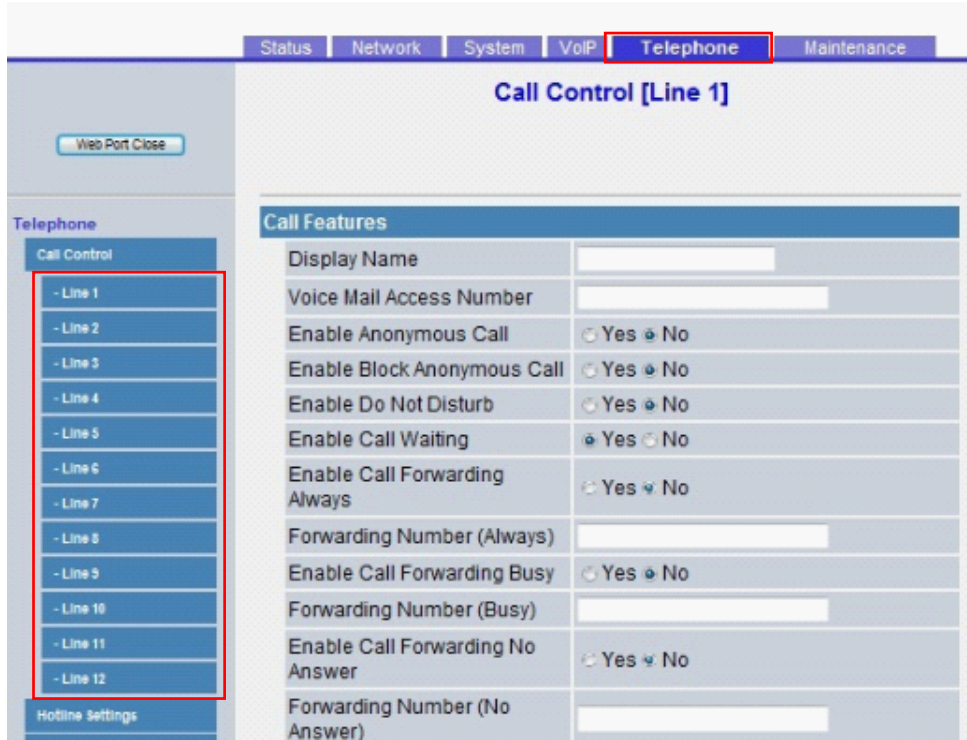 Status Network System VoIP Telephone Maintenance
Call Control [Line 1]
Web Port Close
Telephone
Call Control
- Line 1
- Line 2
- Line 3
- Line 4
- Line 5
- Line 6
- Line 7
- Line 8
- Line 9
- Line 10
- Line 11
- Line 12
Hotline Settings
Call Features
Display Name
Voice Mail Access Number
Enable Anonymous Call Yes No
Enable Block Anonymous Call Yes No
Enable Do Not Disturb Yes No
Enable Call Waiting Yes No
Enable Call Forwarding
Always Yes No
Forwarding Number (Always)
Enable Call Forwarding Busy Yes No
Forwarding Number (Busy)
Enable Call Forwarding No
Answer Yes No
Forwarding Number (No
Answer)